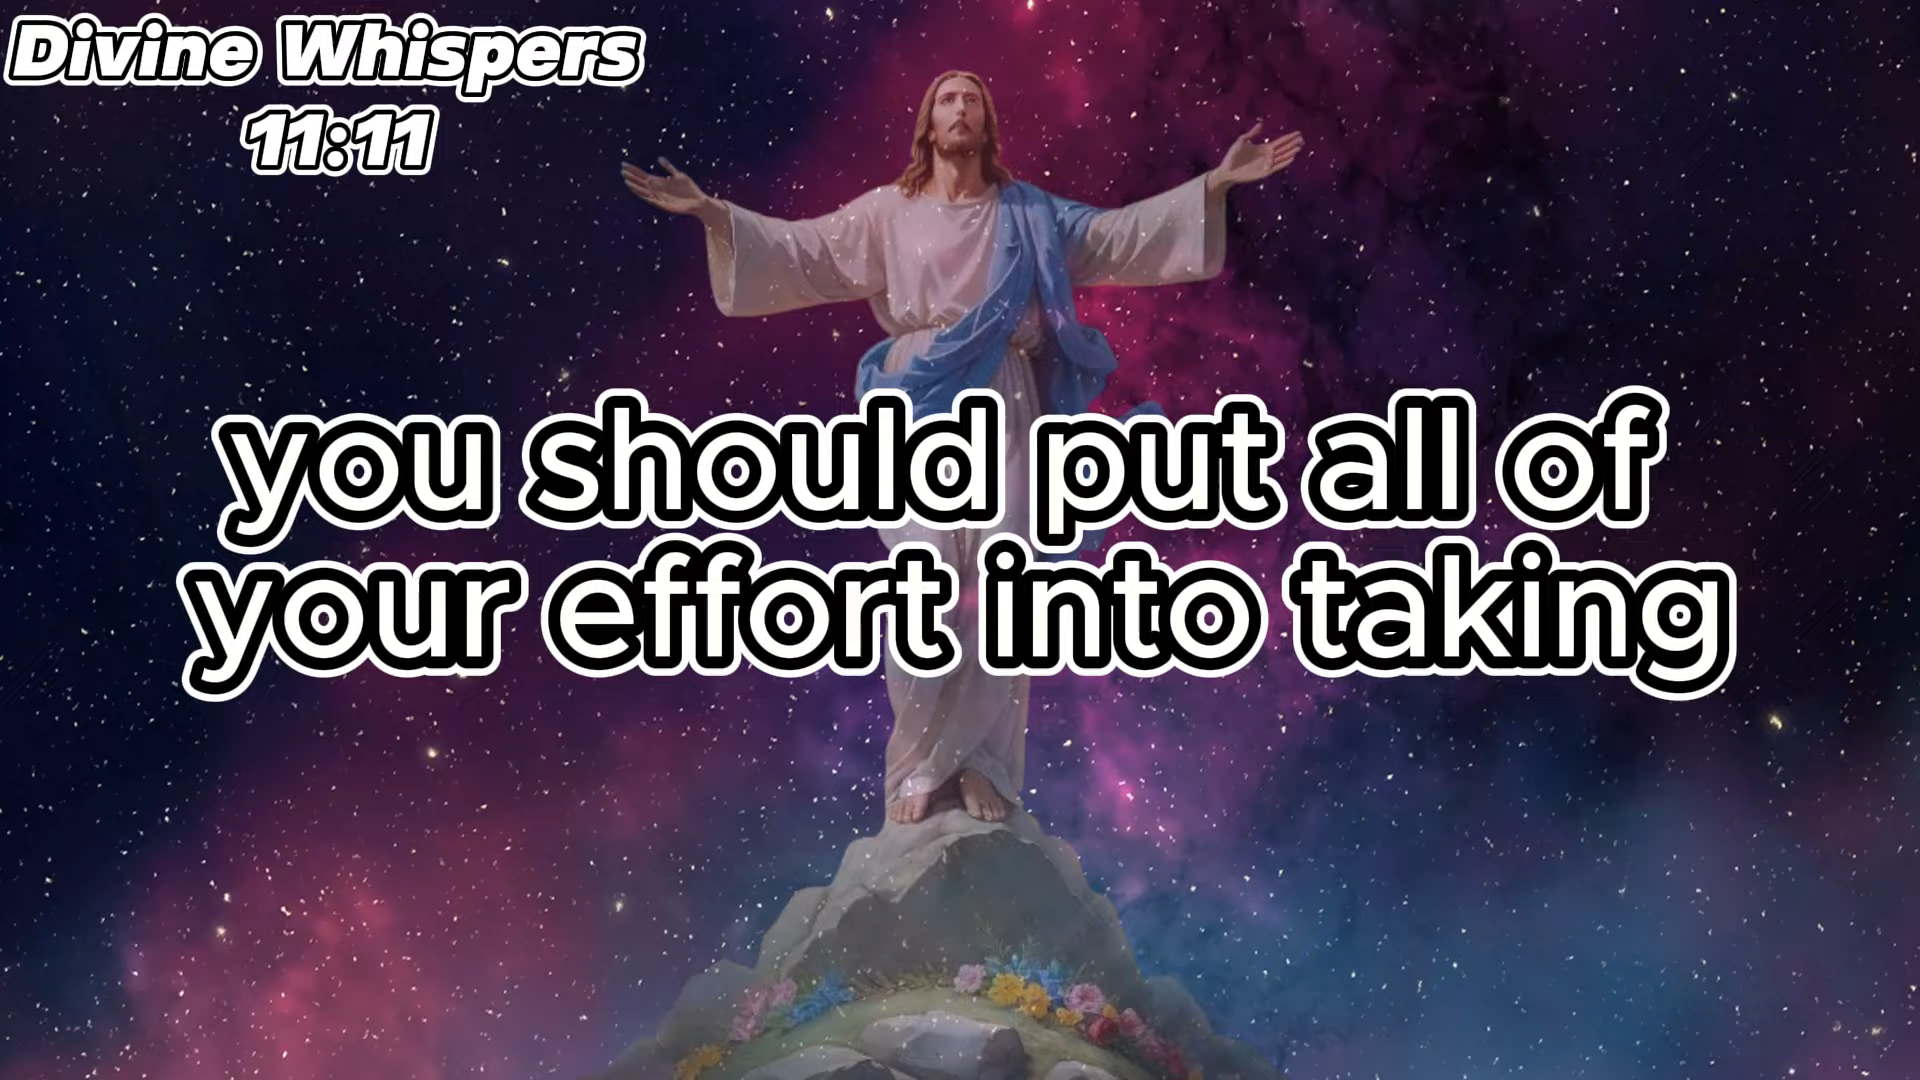 Divine Whispers
11:11
you should put all of
your effort into taking